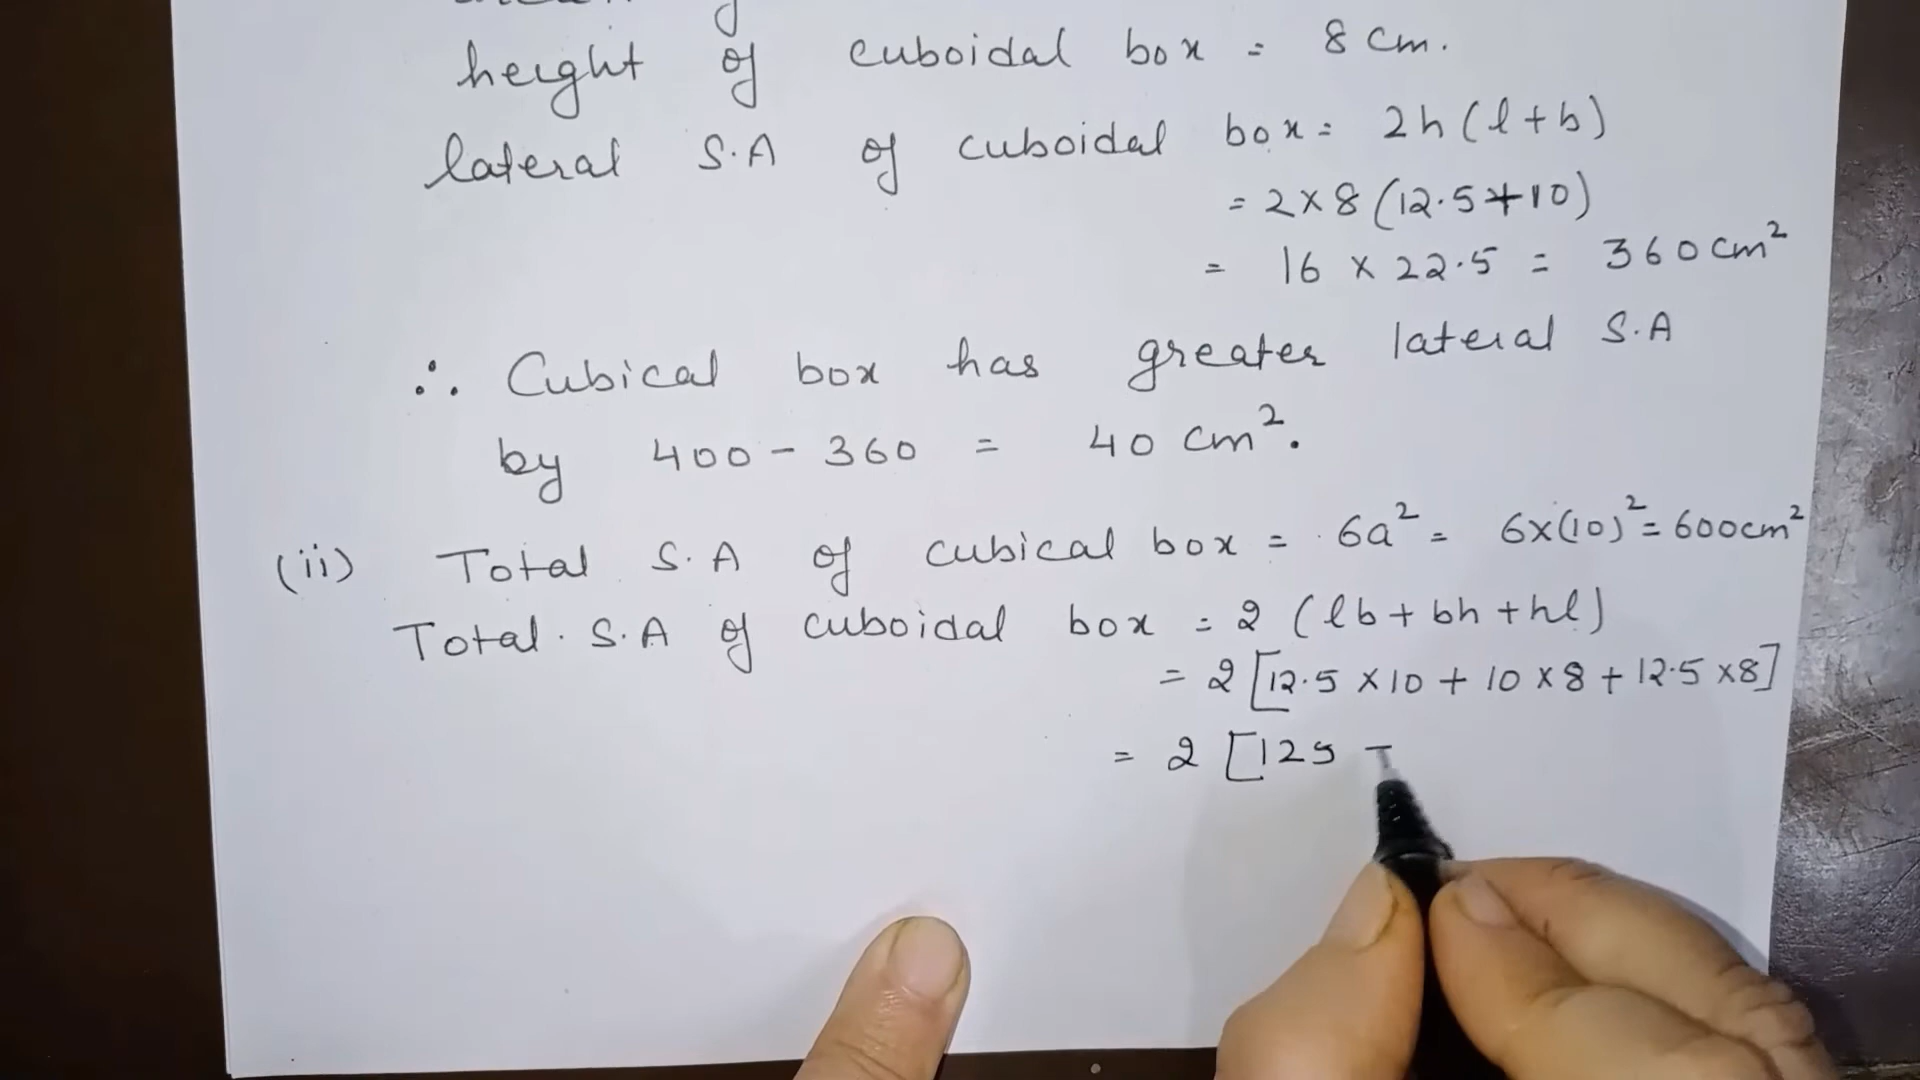 height of cuboidal box = 8 cm.
lateral S.A of cuboidal box = 2h (l+b)
= 2 x 8 (12.5+10)
= 16 x 22.5 = 360 cm²
∴ Cubical box has greater lateral S.A
by 400 - 360 = 40 cm².
(ii) Total S.A of cubical box = 6a² = 6x(10)² = 600cm²
Total S.A of cuboidal box = 2 (lb + bh + hl)
= 2 [12.5 x 10 + 10 x 8 + 12.5 x 8]
= 2 [125